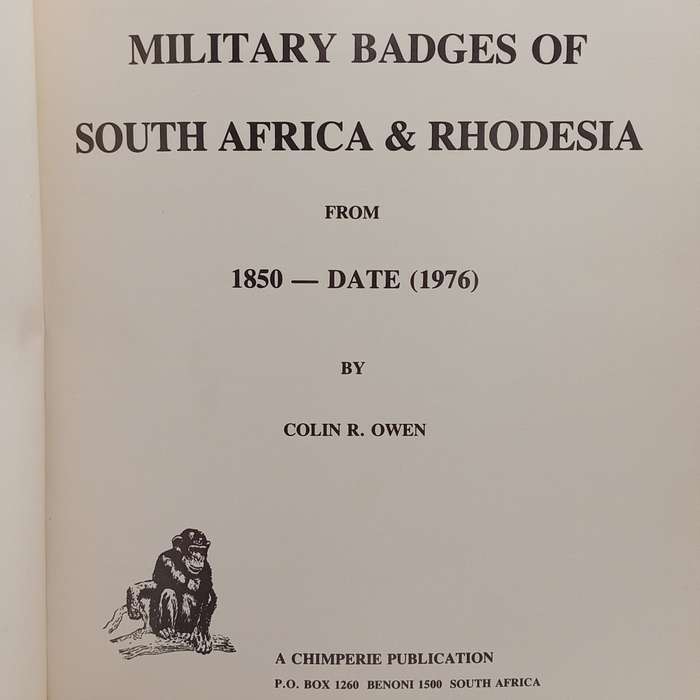 MILITARY BADGES OF
SOUTH AFRICA & RHODESIA
FROM
1850 — DATE (1976)
BY
COLIN R. OWEN
A CHIMPERIE PUBLICATION
P.O. BOX 1260 BENONI 1500 SOUTH AFRICA